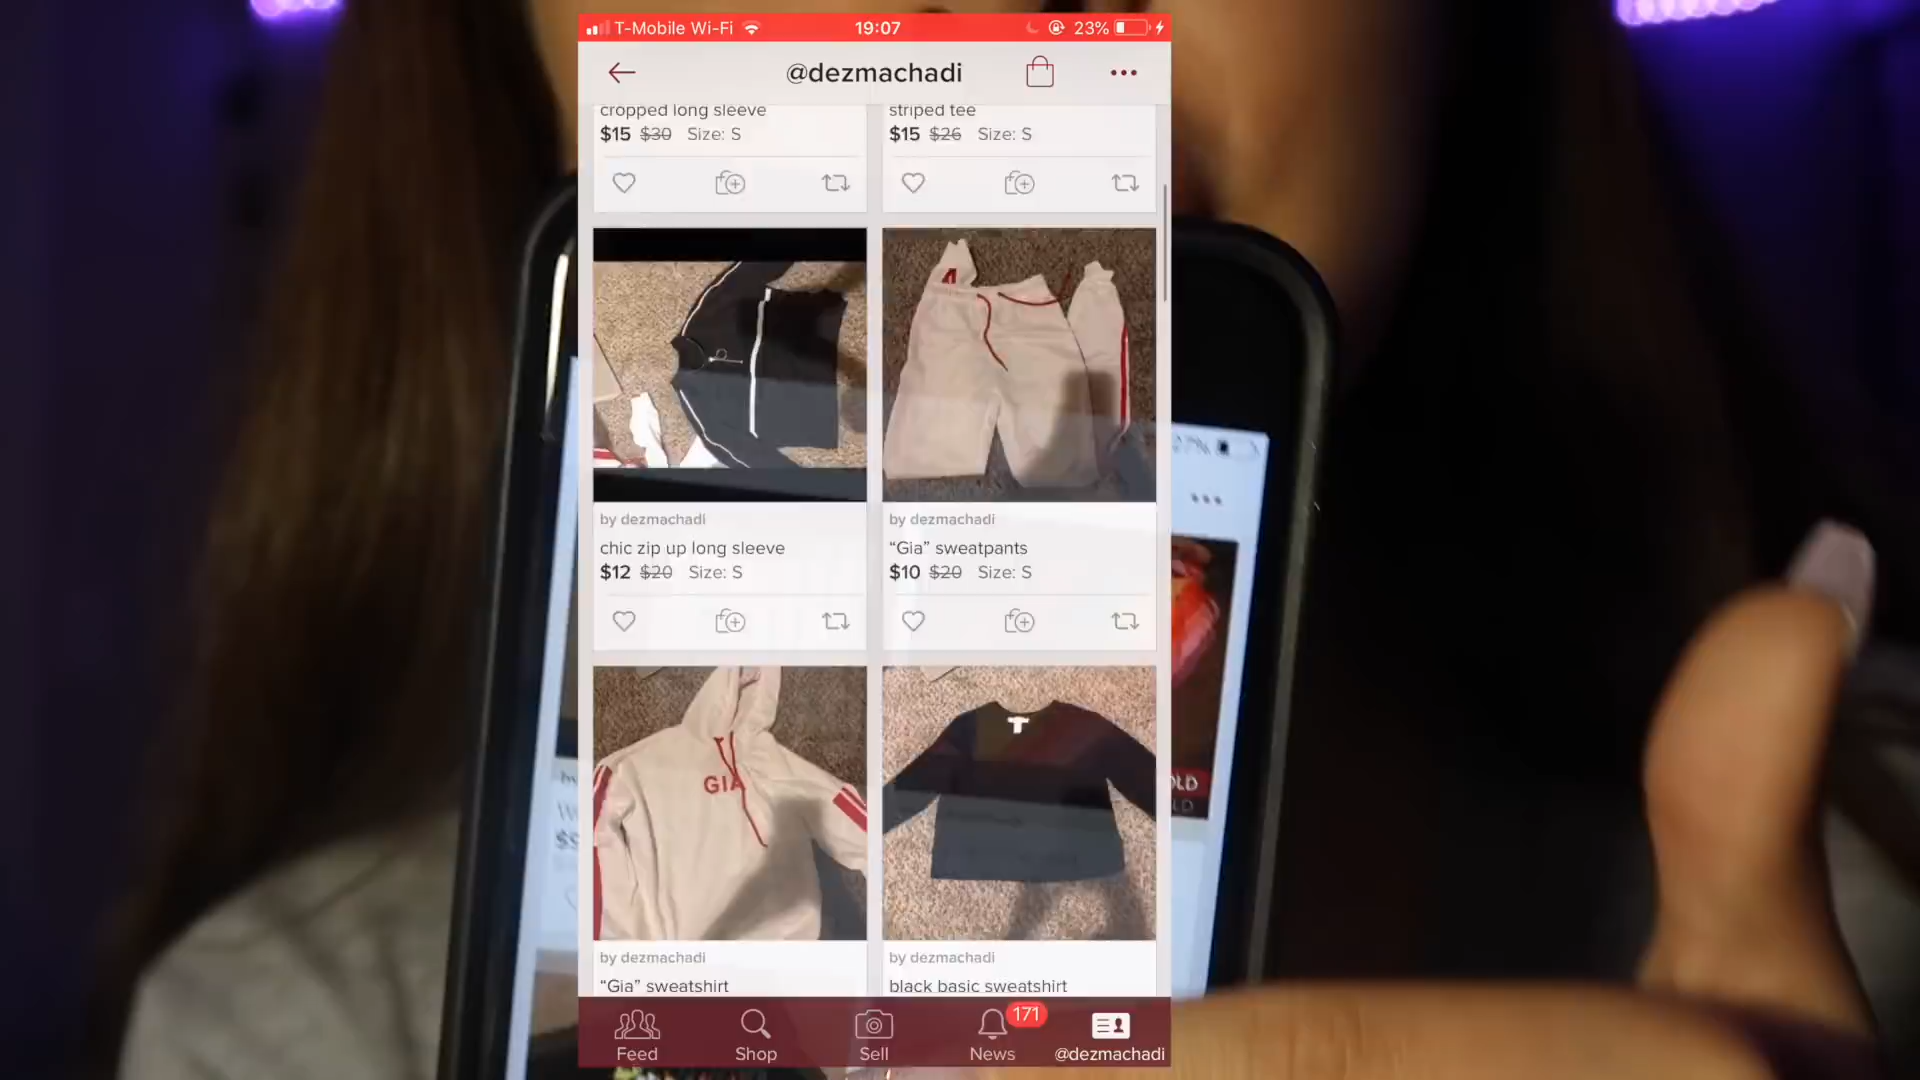 T-Mobile Wi-Fi 19:07 23%
@dezmachadi
cropped long sleeve
$15 $30 Size: S
striped tee
$15 $26 Size: S
by dezmachadi
chic zip up long sleeve
$12 $20 Size: S
by dezmachadi
“Gia” sweatpants
$10 $20 Size: S
GIA
by dezmachadi
“Gia” sweatshirt
by dezmachadi
black basic sweatshirt
Feed
Shop
Sell
171
News
@dezmachadi